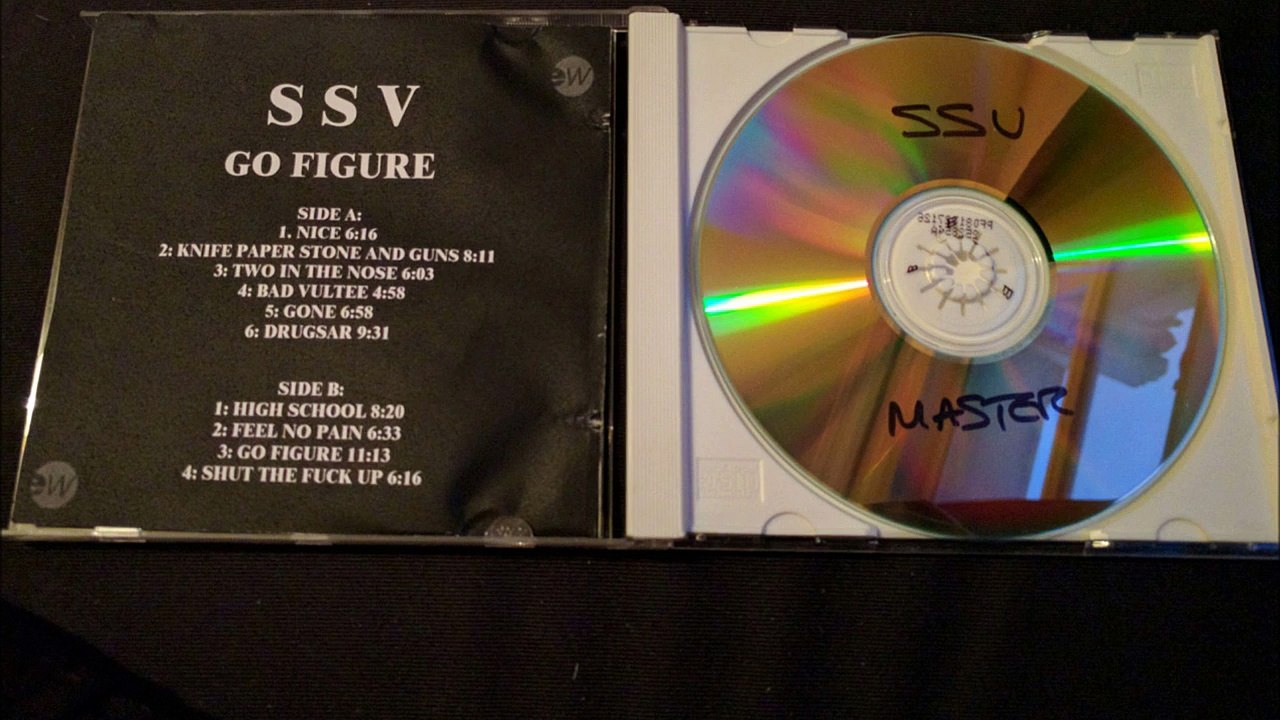 S S V
GO FIGURE
SIDE A:
1. NICE 6:16
2: KNIFE PAPER STONE AND GUNS 8:11
3: TWO IN THE NOSE 6:03
4: BAD VULTEE 4:58
5: GONE 6:58
6: DRUGSAR 9:31
SIDE B:
1: HIGH SCHOOL 8:20
2: FEEL NO PAIN 6:33
3: GO FIGURE 11:13
4: SHUT THE FUCK UP 6:16
eW
eW
SSV
MASTER